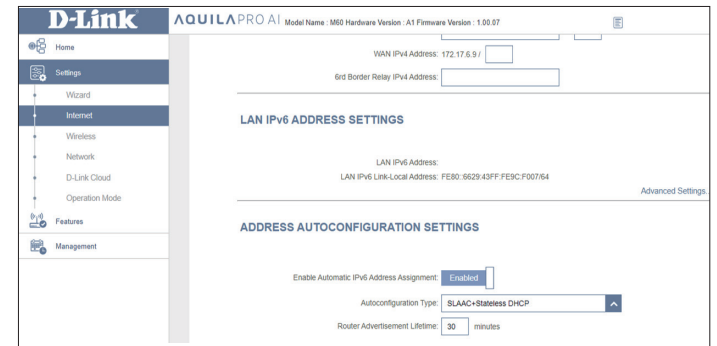 D-Link
AQUILA PRO AI Model Name : M60 Hardware Version : A1 Firmware Version : 1.00.07
Home
Settings
Wizard
Internet
Wireless
Network
D-Link Cloud
Operation Mode
Features
Management
WAN IPv4 Address: 172.17.6.9 /
6rd Border Relay IPv4 Address:
LAN IPv6 ADDRESS SETTINGS
LAN IPv6 Address:
LAN IPv6 Link-Local Address: FE80::6629:43FF:FE9C:F007/64
Advanced Settings..
ADDRESS AUTOCONFIGURATION SETTINGS
Enable Automatic IPv6 Address Assignment: Enabled
Autoconfiguration Type: SLAAC+Stateless DHCP
Router Advertisement Lifetime: 30 minutes